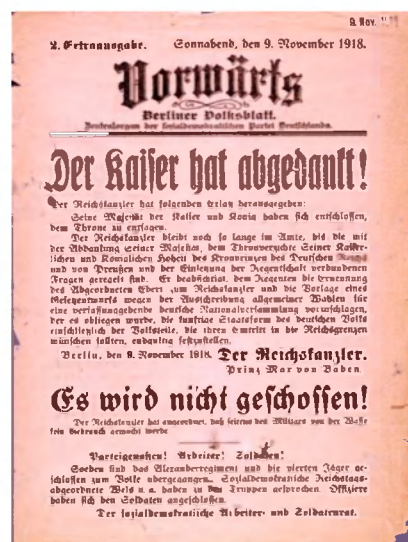 9. Nov.
2. Extraausgabe. Sonnabend, den 9. November 1918.
Vorwärts
Berliner Volksblatt.
Zentralorgan der sozialdemokratischen Partei Deutschlands.
Der Kaiser hat abgedankt!
Der Reichskanzler hat folgenden Erlaß herausgegeben:
Seine Majestät der Kaiser und König haben sich entschlossen,
dem Throne zu entsagen.
Der Reichskanzler bleibt noch so lange im Amte, bis die mit
der Abdankung Seiner Majestät, dem Thronverzichte Seiner Kaiser-
lichen und Königlichen Hoheit des Kronprinzen des Deutschen Reichs
und von Preußen und der Einsetzung der Regentschaft verbundenen
Fragen geregelt sind. Er beabsichtigt, dem Regenten die Ernennung
des Abgeordneten Ebert zum Reichskanzler und die Vorlage eines
Gesetzentwurfs wegen der Ausschreibung allgemeiner Wahlen für
eine verfassunggebende deutsche Nationalversammlung vorzuschlagen,
der es obliegen würde, die künftige Staatsform des deutschen Volks
einschließlich der Volksteile, die ihren Eintritt in die Reichsgrenzen
wünschen sollten, endgültig festzustellen.
Berlin, den 9. November 1918. Der Reichskanzler.
Prinz Max von Baden.
Es wird nicht geschossen!
Der Reichskanzler hat angeordnet, daß seitens des Militärs von der Waffe
kein Gebrauch gemacht werde.
Parteigenossen! Arbeiter! Soldaten!
Soeben sind das Alexanderregiment und die vierten Jäger ge-
schlossen zum Volke übergegangen. Sozialdemokratische Reichstags-
abgeordnete Wels u. a. haben zu den Truppen gesprochen. Offiziere
haben sich den Soldaten angeschlossen.
Der sozialdemokratische Arbeiter- und Soldatenrat.